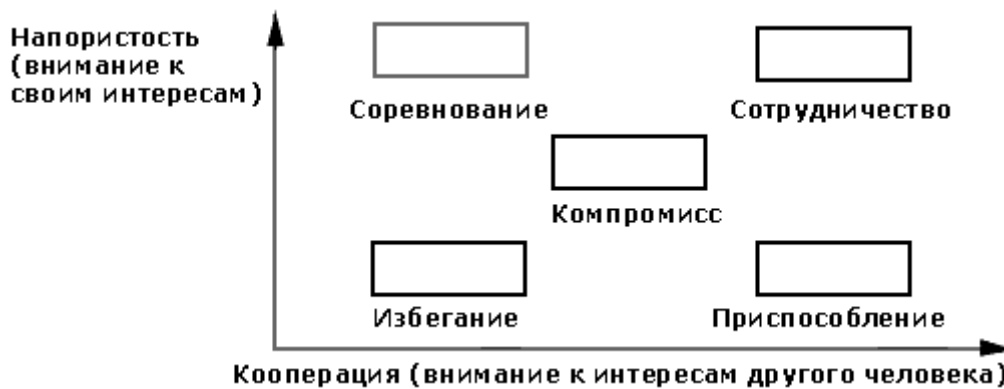 Напористость
(внимание к
своим интересам)
Соревнование
Сотрудничество
Компромисс
Избегание
Приспособление
Кооперация (внимание к интересам другого человека)